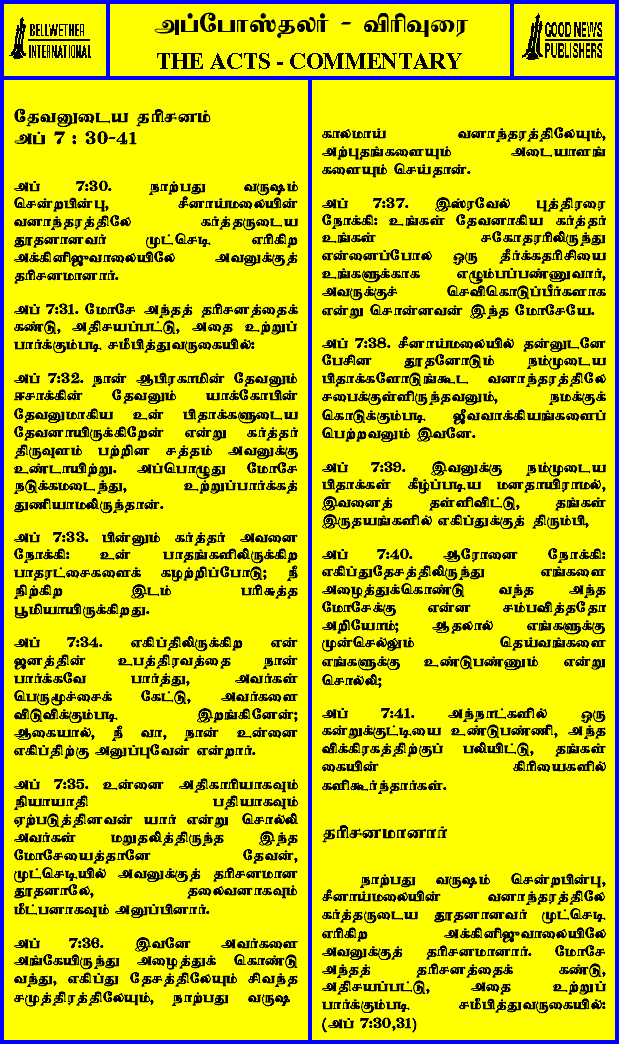 BELLWETHER
INTERNATIONAL
அப்போஸ்தலர் - விரிவுரை
THE ACTS - COMMENTARY
GOOD NEWS
PUBLISHERS
தேவனுடைய தரிசனம்
அப் 7 : 30-41
அப் 7:30. நாற்பது வருஷம்
சென்றபின்பு, சீனாய்மலையின்
வனாந்தரத்திலே கர்த்தருடைய
தூதனானவர் முட்செடி எரிகிற
அக்கினிஜுவாலையிலே அவனுக்குத்
தரிசனமானார்.
அப் 7:31. மோசே அந்தத் தரிசனத்தைக்
கண்டு, அதிசயப்பட்டு, அதை உற்றுப்
பார்க்கும்படி சமீபித்துவருகையில்:
அப் 7:32. நான் ஆபிரகாமின் தேவனும்
ஈசாக்கின் தேவனும் யாக்கோபின்
தேவனுமாகிய உன் பிதாக்களுடைய
தேவனாயிருக்கிறேன் என்று கர்த்தர்
திருவுளம் பற்றின சத்தம் அவனுக்கு
உண்டாயிற்று. அப்பொழுது மோசே
நடுக்கமடைந்து, உற்றுப்பார்க்கத்
துணியாமலிருந்தான்.
அப் 7:33. பின்னும் கர்த்தர் அவனை
நோக்கி: உன் பாதங்களிலிருக்கிற
பாதரட்சைகளைக் கழற்றிப்போடு; நீ
நிற்கிற இடம் பரிசுத்த
பூமியாயிருக்கிறது.
அப் 7:34. எகிப்திலிருக்கிற என்
ஜனத்தின் உபத்திரவத்தை நான்
பார்க்கவே பார்த்து, அவர்கள்
பெருமூச்சைக் கேட்டு, அவர்களை
விடுவிக்கும்படி இறங்கினேன்;
ஆகையால், நீ வா, நான் உன்னை
எகிப்திற்கு அனுப்புவேன் என்றார்.
அப் 7:35. உன்னை அதிகாரியாகவும்
நியாயாதி பதியாகவும்
ஏற்படுத்தினவன் யார் என்று சொல்லி
அவர்கள் மறுதலித்திருந்த இந்த
மோசேயைத்தானே தேவன்,
முட்செடியில் அவனுக்குத் தரிசனமான
தூதனாலே, தலைவனாகவும்
மீட்பனாகவும் அனுப்பினார்.
அப் 7:36. இவனே அவர்களை
அங்கேயிருந்து அழைத்துக் கொண்டு
வந்து, எகிப்து தேசத்திலேயும் சிவந்த
சமுத்திரத்திலேயும், நாற்பது வருஷ
காலமாய் வனாந்தரத்திலேயும்,
அற்புதங்களையும் அடையாளங்
களையும் செய்தான்.
அப் 7:37. இஸ்ரவேல் புத்திரரை
நோக்கி: உங்கள் தேவனாகிய கர்த்தர்
உங்கள் சகோதரரிலிருந்து
என்னைப்போல ஒரு தீர்க்கதரிசியை
உங்களுக்காக எழும்பப்பண்ணுவார்,
அவருக்குச் செவிகொடுப்பீர்களாக
என்று சொன்னவன் இந்த மோசேயே.
அப் 7:38. சீனாய்மலையில் தன்னுடனே
பேசின தூதனோடும் நம்முடைய
பிதாக்களோடுங்கூட வனாந்தரத்திலே
சபைக்குள்ளிருந்தவனும், நமக்குக்
கொடுக்கும்படி ஜீவவாக்கியங்களைப்
பெற்றவனும் இவனே.
அப் 7:39. இவனுக்கு நம்முடைய
பிதாக்கள் கீழ்ப்படிய மனதாயிராமல்,
இவனைத் தள்ளிவிட்டு, தங்கள்
இருதயங்களில் எகிப்துக்குத் திரும்பி,
அப் 7:40. ஆரோனை நோக்கி:
எகிப்துதேசத்திலிருந்து எங்களை
அழைத்துக்கொண்டு வந்த அந்த
மோசேக்கு என்ன சம்பவித்ததோ
அறியோம்; ஆதலால் எங்களுக்கு
முன்செல்லும் தெய்வங்களை
எங்களுக்கு உண்டுபண்ணும் என்று
சொல்லி;
அப் 7:41. அந்நாட்களில் ஒரு
கன்றுக்குட்டியை உண்டுபண்ணி, அந்த
விக்கிரகத்திற்குப் பலியிட்டு, தங்கள்
கையின் கிரியைகளில்
களிகூர்ந்தார்கள்.
தரிசனமானார்
நாற்பது வருஷம் சென்றபின்பு,
சீனாய்மலையின் வனாந்தரத்திலே
கர்த்தருடைய தூதனானவர் முட்செடி
எரிகிற அக்கினிஜுவாலையிலே
அவனுக்குத் தரிசனமானார். மோசே
அந்தத் தரிசனத்தைக் கண்டு,
அதிசயப்பட்டு, அதை உற்றுப்
பார்க்கும்படி சமீபித்துவருகையில்:
(அப் 7:30,31)